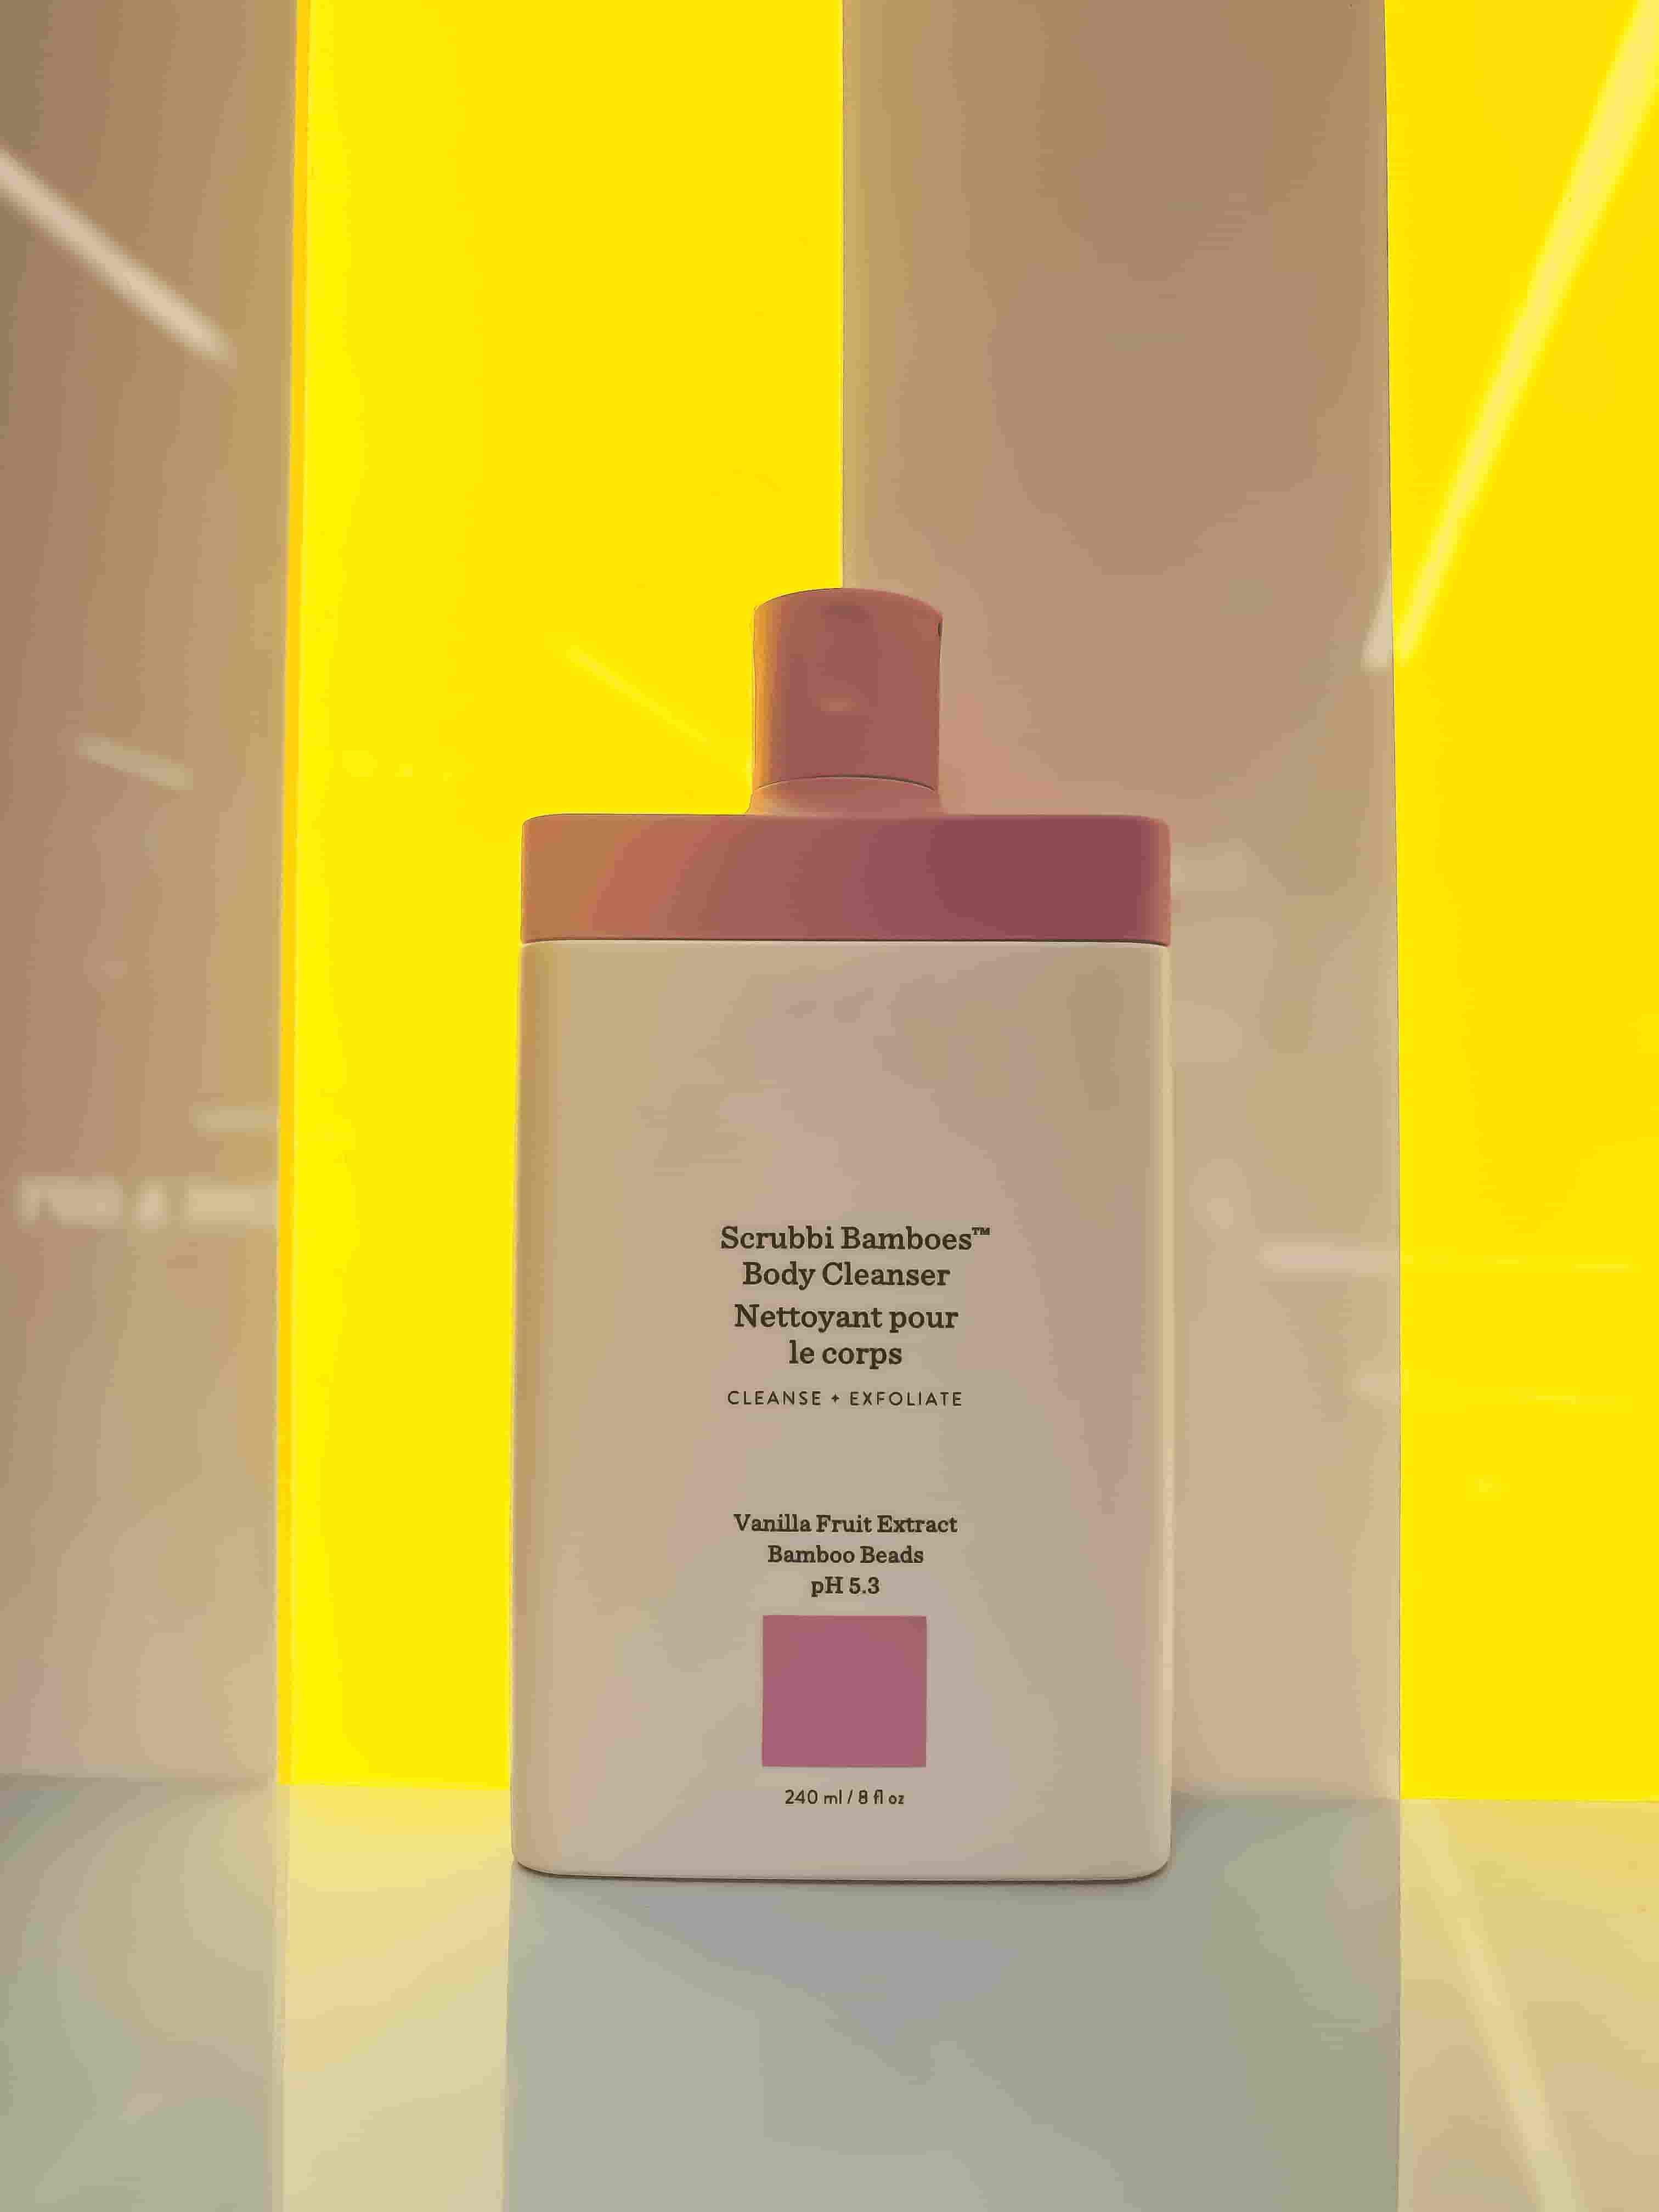 Scrubbi Bamboes™
Body Cleanser
Nettoyant pour
le corps
CLEANSE + EXFOLIATE
Vanilla Fruit Extract
Bamboo Beads
pH 5.3
240 ml / 8 fl oz